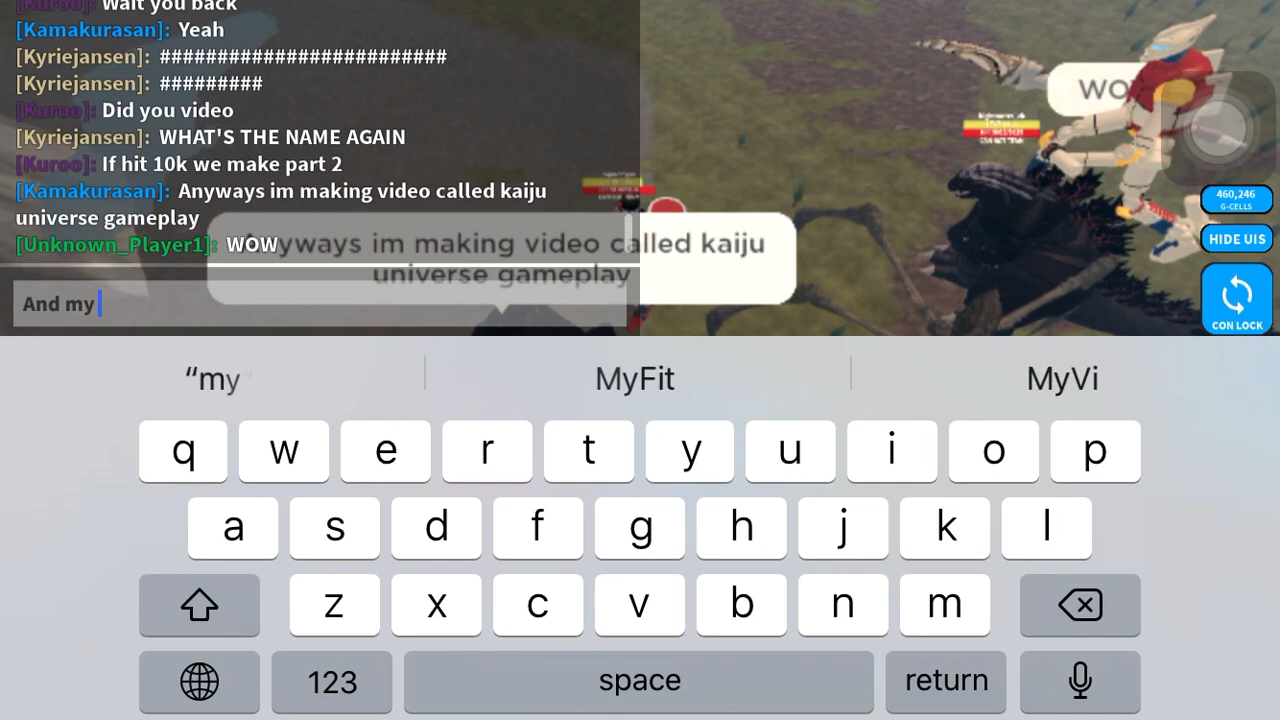 [Kuroo]: Wait you back
[Kamakurasan]: Yeah
[Kyriejansen]: #########################
[Kyriejansen]: #########
[Kuroo]: Did you video
[Kyriejansen]: WHAT'S THE NAME AGAIN
[Kuroo]: If hit 10k we make part 2
[Kamakurasan]: Anyways im making video called kaiju
universe gameplay
[Unknown_Player1]: WOW
Anyways im making video called kaiju
universe gameplay
And my
WO
460,246
G-CELLS
HIDE UIS
CON LOCK
“my” MyFit MyVi
q w e r t y u i o p
a s d f g h j k l
z x c v b n m
123 space return